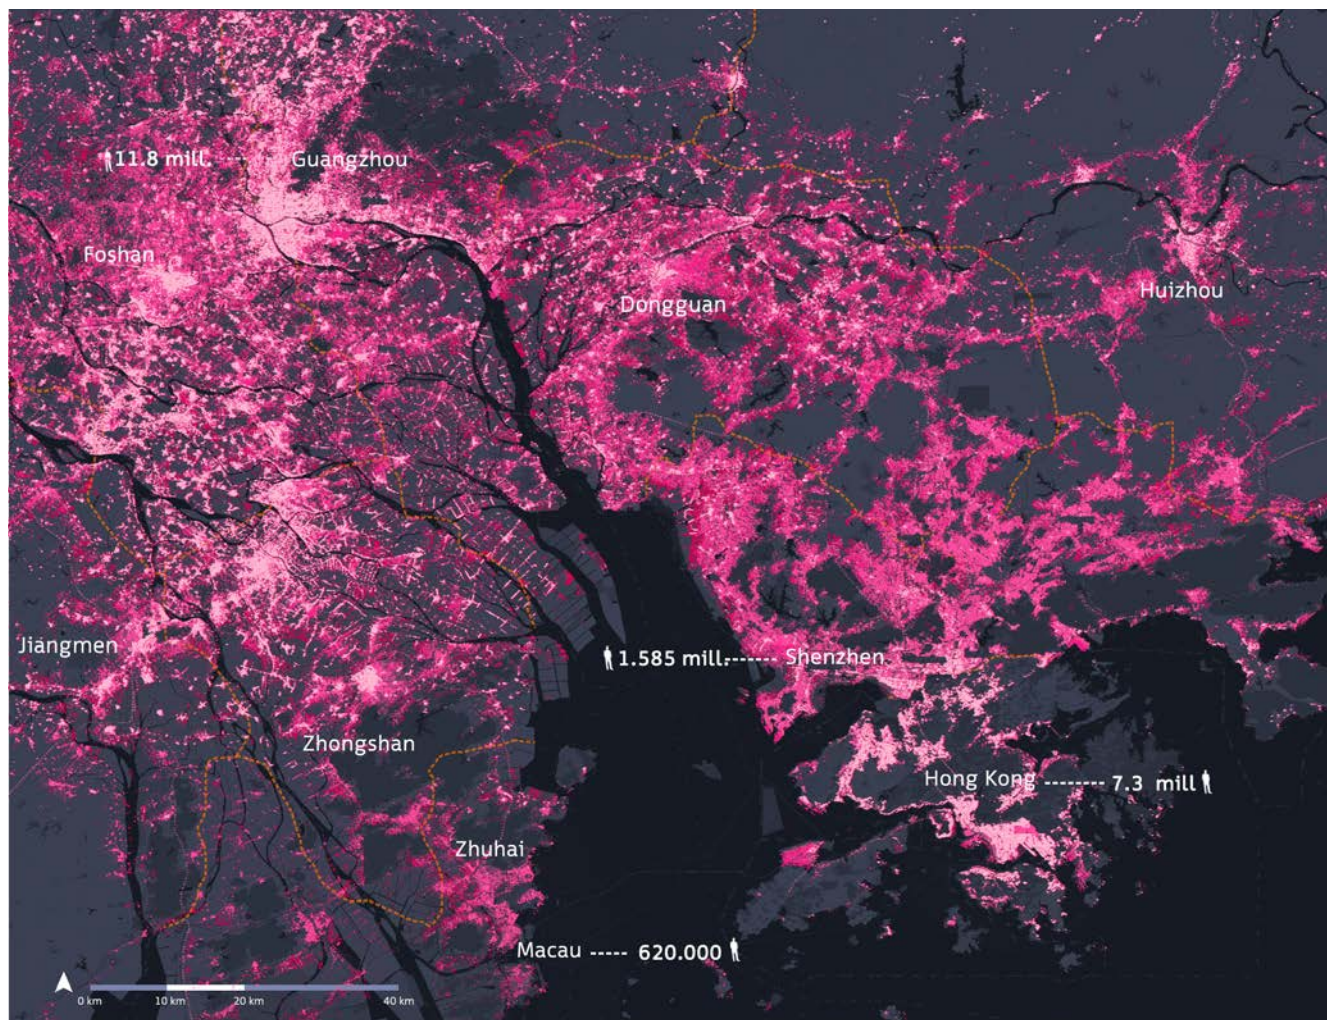 11.8 mill. ----- Guangzhou
Foshan
Huizhou
Dongguan
Jiangmen
1.585 mill.------ Shenzhen
Zhongshan
Hong Kong -------- 7.3 mill
Zhuhai
Macau ----- 620.000
0 km 10 km 20 km 40 km